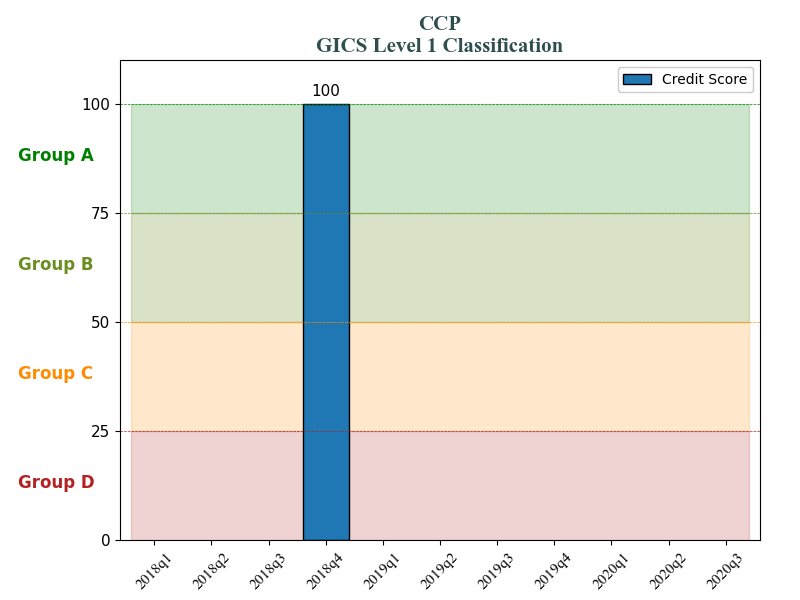 CCP
GICS Level 1 Classification
Credit Score
100
100
Group A
75
Group B
50
Group C
25
Group D
0
2018q1
2018q2
2018q3
2018q4
2019q1
2019q2
2019q3
2019q4
2020q1
2020q2
2020q3